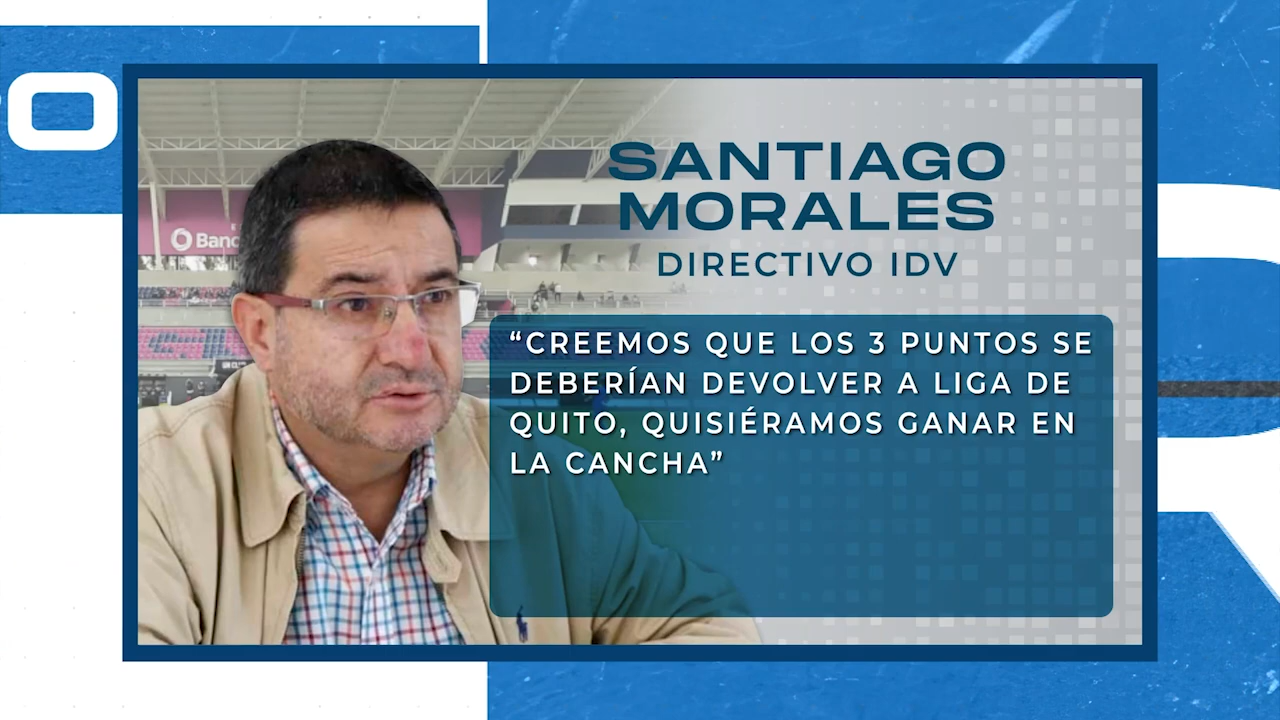 SANTIAGO
MORALES
DIRECTIVO IDV
Banc
“CREEMOS QUE LOS 3 PUNTOS SE
DEBERÍAN DEVOLVER A LIGA DE
QUITO, QUISIÉRAMOS GANAR EN
LA CANCHA”